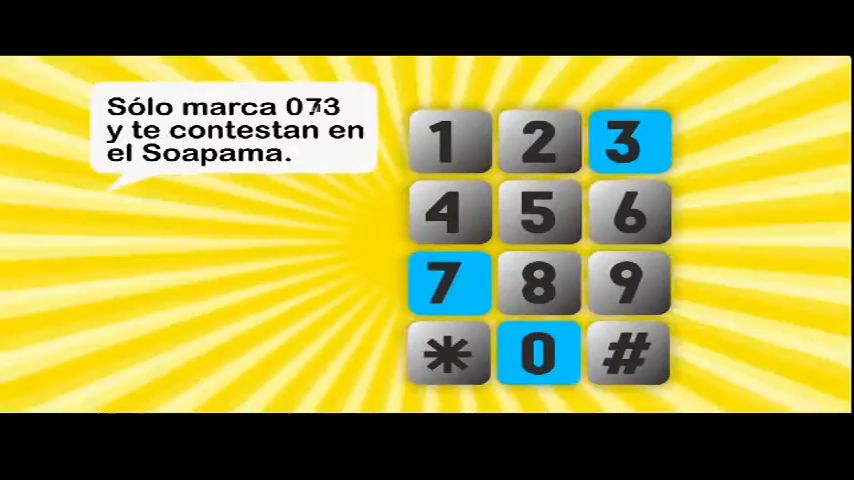 Sólo marca 073
y te contestan en
el Soapama.
1 2 3
4 5 6
7 8 9
* 0 #